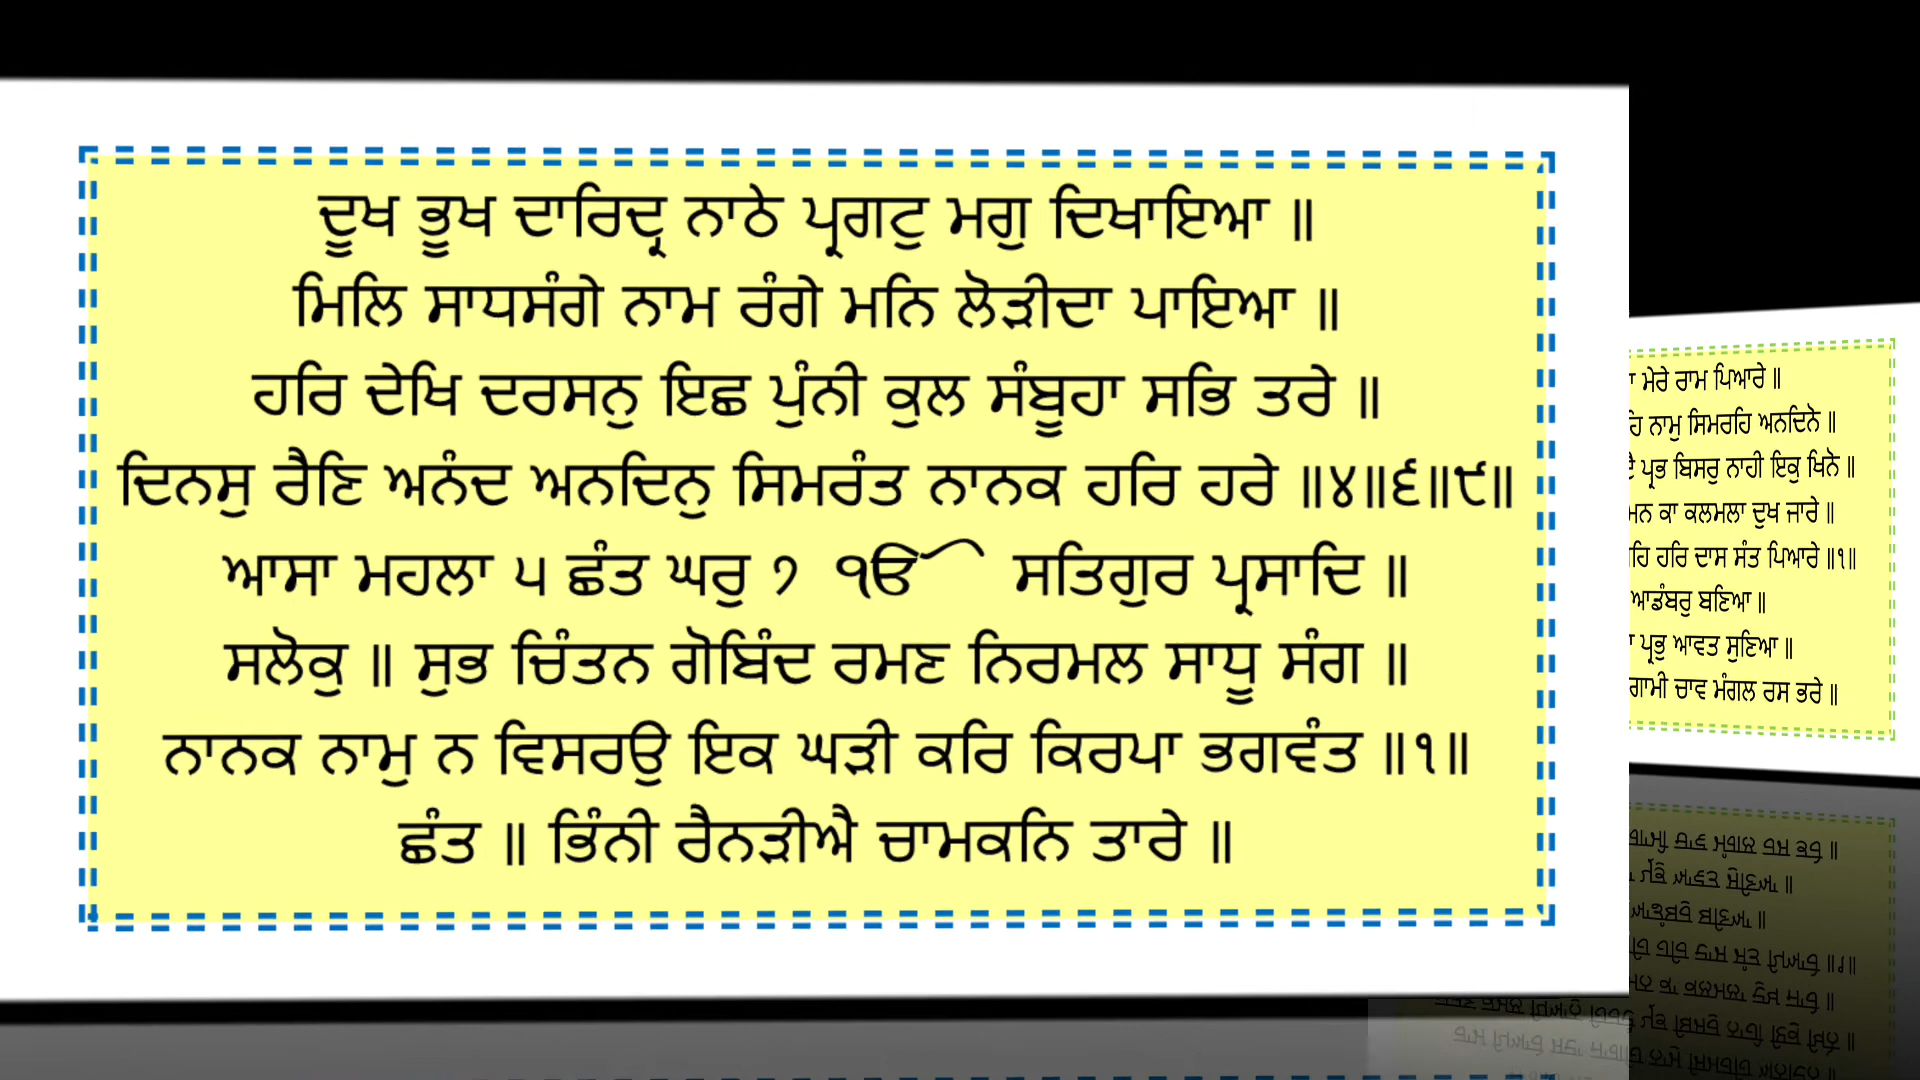 ਦੂਖ ਭੂਖ ਦਾਰਿਦ੍ਰ ਨਾਠੇ ਪ੍ਰਗਟੁ ਮਗੁ ਦਿਖਾਇਆ ॥
ਮਿਲਿ ਸਾਧਸੰਗੇ ਨਾਮ ਰੰਗੇ ਮਨਿ ਲੋੜੀਦਾ ਪਾਇਆ ॥
ਹਰਿ ਦੇਖਿ ਦਰਸਨੁ ਇਛ ਪੁੰਨੀ ਕੁਲ ਸੰਬੂਹਾ ਸਭਿ ਤਰੇ ॥
ਦਿਨਸੁ ਰੈਣਿ ਅਨੰਦ ਅਨਦਿਨੁ ਸਿਮਰੰਤ ਨਾਨਕ ਹਰਿ ਹਰੇ ॥੪॥੬॥੯॥
ਆਸਾ ਮਹਲਾ ੫ ਛੰਤ ਘਰੁ ੭ ੴ ਸਤਿਗੁਰ ਪ੍ਰਸਾਦਿ ॥
ਸਲੋਕੁ ॥ ਸੁਭ ਚਿੰਤਨ ਗੋਬਿੰਦ ਰਮਣ ਨਿਰਮਲ ਸਾਧੂ ਸੰਗ ॥
ਨਾਨਕ ਨਾਮੁ ਨ ਵਿਸਰਉ ਇਕ ਘੜੀ ਕਰਿ ਕਿਰਪਾ ਭਗਵੰਤ ॥੧॥
ਛੰਤ ॥ ਭਿੰਨੀ ਰੈਨੜੀਐ ਚਾਮਕਨਿ ਤਾਰੇ ॥
ਮੇਰੇ ਰਾਮ ਪਿਆਰੇ ॥
ਨਾਮੁ ਸਿਮਰਹਿ ਅਨਦਿਨੋ ॥
ਪ੍ਰਭ ਬਿਸਰੁ ਨਾਹੀ ਇਕੁ ਖਿਨੋ ॥
ਮਨ ਕਾ ਕਲਮਲਾ ਦੁਖ ਜਾਰੇ ॥
ਹਰਿ ਦਾਸ ਸੰਤ ਪਿਆਰੇ ॥੧॥
ਆਡੰਬਰੁ ਬਣਿਆ ॥
ਪ੍ਰਭੁ ਆਵਤ ਸੁਣਿਆ ॥
ਚਾਵ ਮੰਗਲ ਰਸ ਭਰੇ ॥